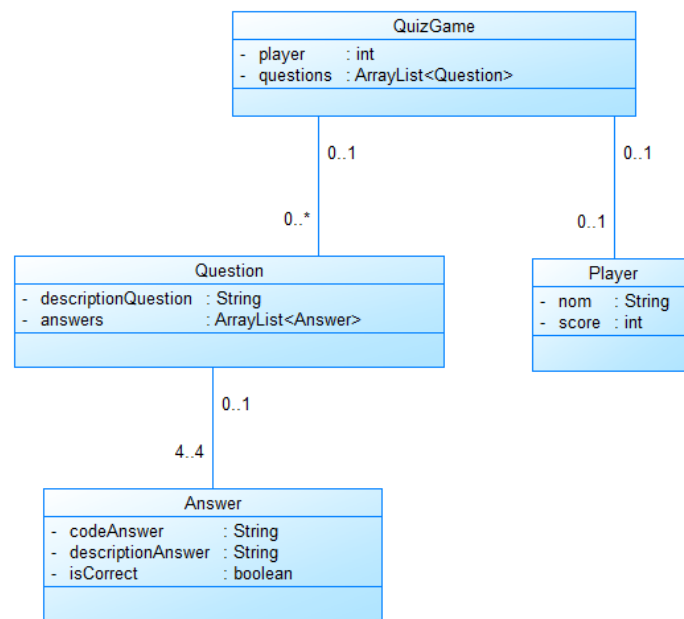 QuizGame
- player : int
- questions : ArrayList<Question>
0..1
0..1
0..*
0..1
Question
- descriptionQuestion : String
- answers : ArrayList<Answer>
Player
- nom : String
- score : int
0..1
4..4
Answer
- codeAnswer : String
- descriptionAnswer : String
- isCorrect : boolean